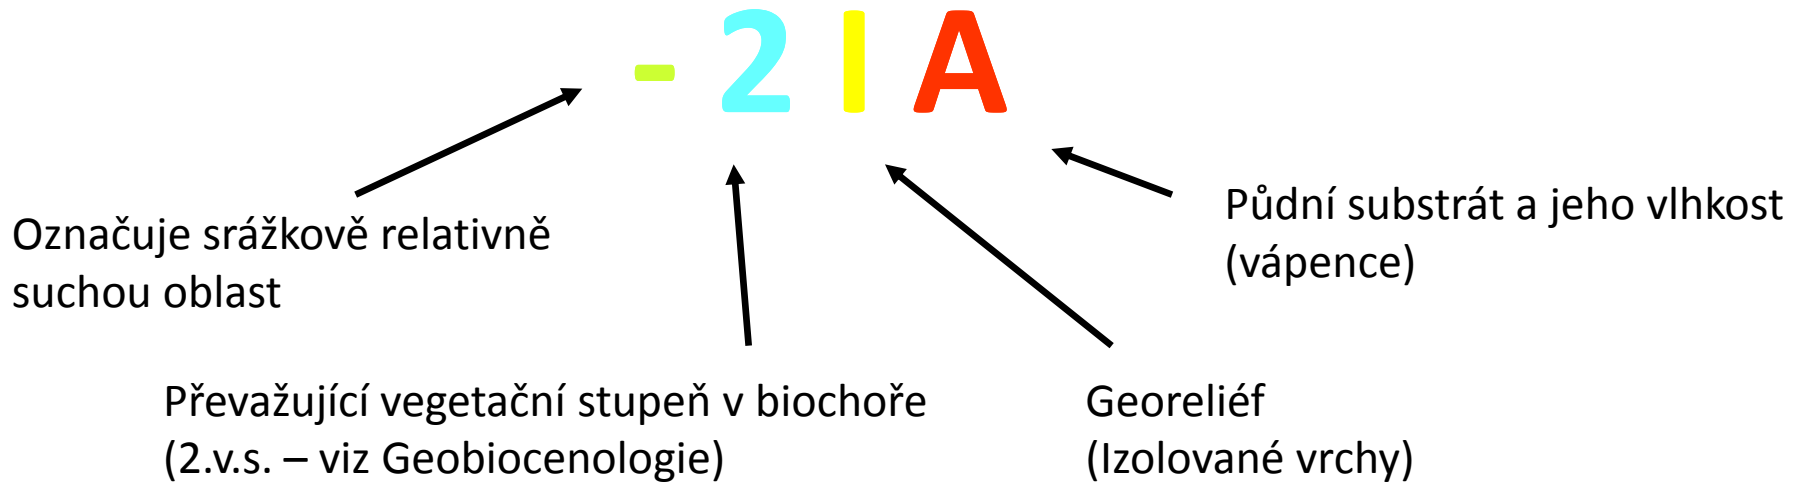 - 2 I A
Označuje srážkově relativně
suchou oblast
Půdní substrát a jeho vlhkost
(vápence)
Převažující vegetační stupeň v biochoře
(2.v.s. – viz Geobiocenologie)
Georeliéf
(Izolované vrchy)